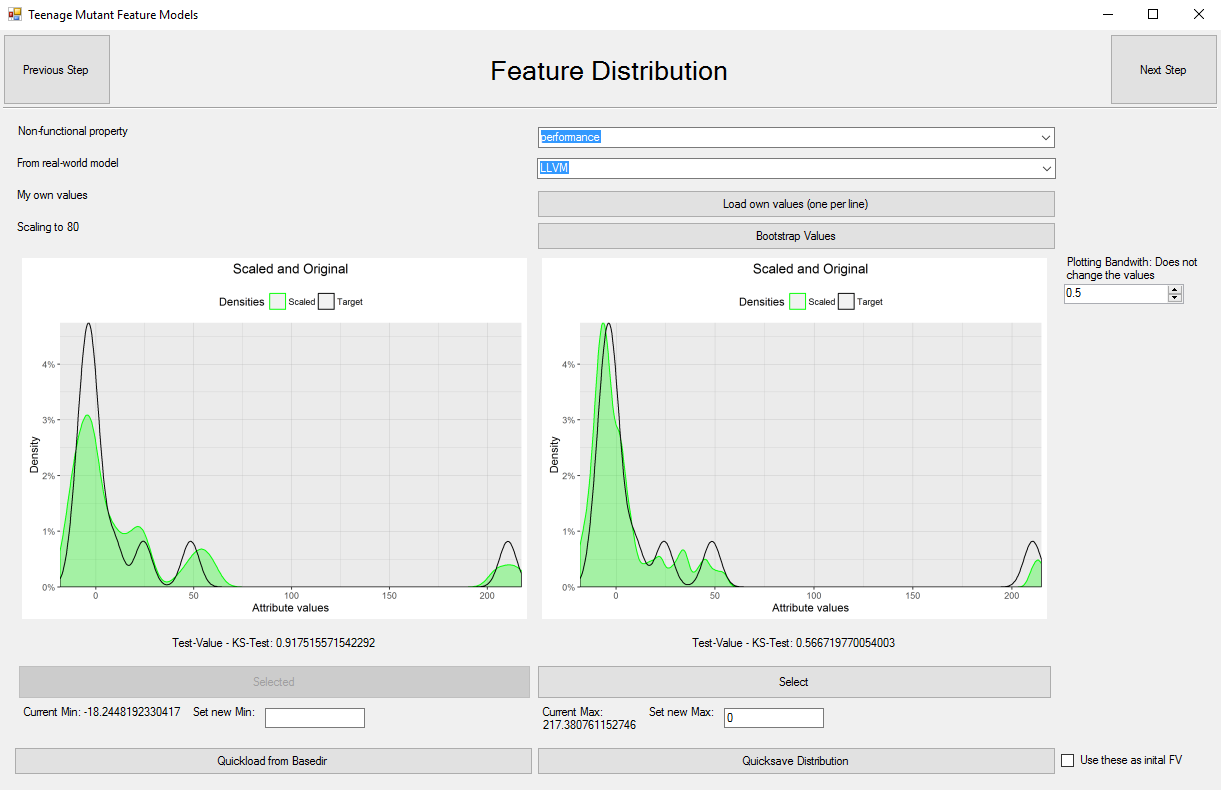 Teenage Mutant Feature Models
Previous Step
Feature Distribution
Next Step
Non-functional property
performance
From real-world model
LLVM
My own values
Load own values (one per line)
Scaling to 80
Bootstrap Values
Scaled and Original
Densities Scaled Target
4%
3%
2%
1%
0%
Density
0 50 100 150 200
Attribute values
Scaled and Original
Densities Scaled Target
4%
3%
2%
1%
0%
Density
0 50 100 150 200
Attribute values
Plotting Bandwith: Does not
change the values
0.5
Test-Value - KS-Test: 0.917515571542292
Test-Value - KS-Test: 0.566719770054003
Selected
Select
Current Min: -18.2448192330417 Set new Min:
Current Max:
217.380761152746
Set new Max: 0
Quickload from Basedir
Quicksave Distribution
Use these as inital FV